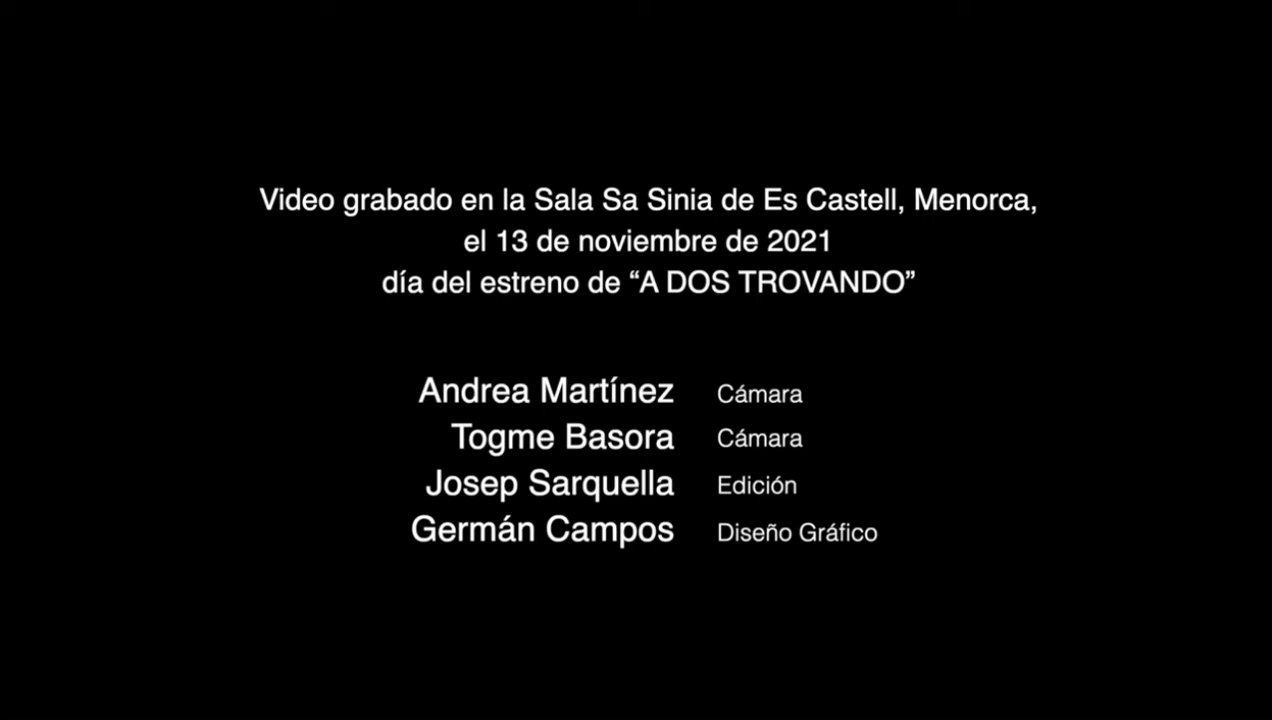 Video grabado en la Sala Sa Sinia de Es Castell, Menorca,
el 13 de noviembre de 2021
día del estreno de “A DOS TROVANDO”
Andrea Martínez Cámara
Togme Basora Cámara
Josep Sarquella Edición
Germán Campos Diseño Gráfico